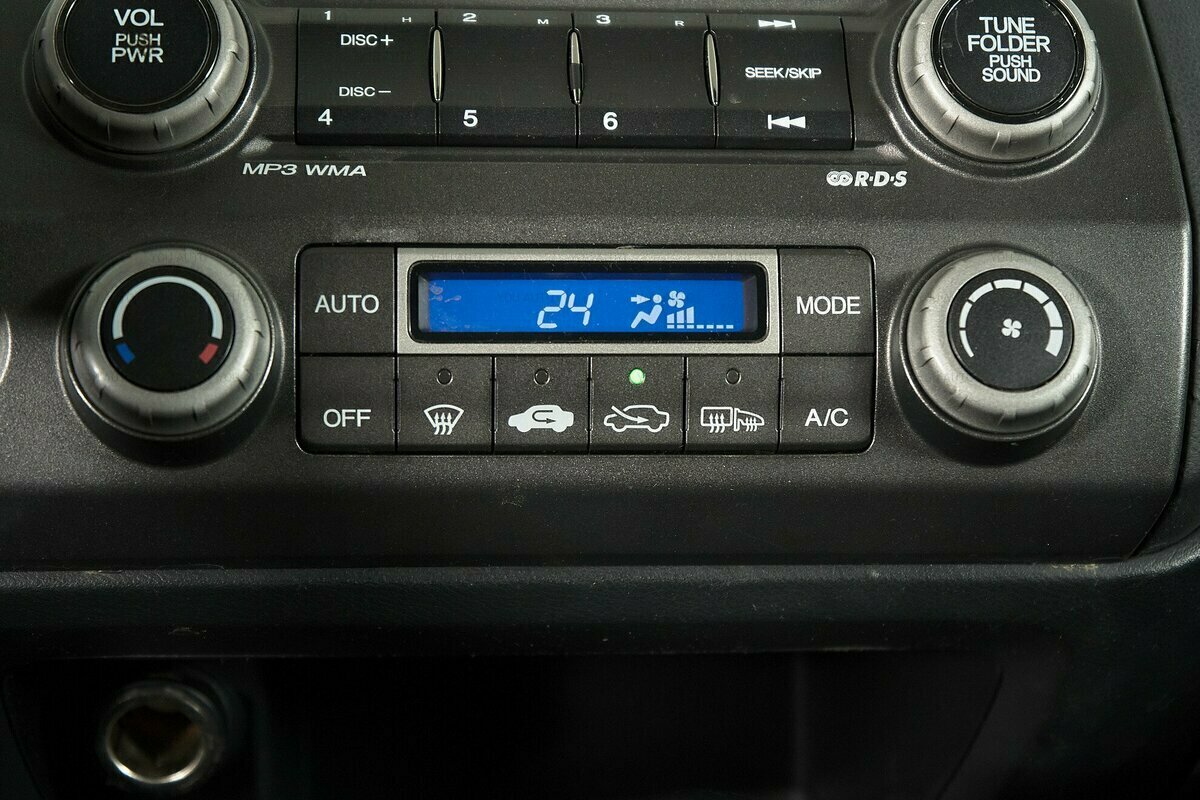 VOL
PUSH
PWR
1 H
2 M
3 R
DISC+
DISC−
SEEK/SKIP
4
5
6
TUNE
FOLDER
PUSH
SOUND
MP3 WMA
R·D·S
AUTO
24
MODE
OFF
A/C